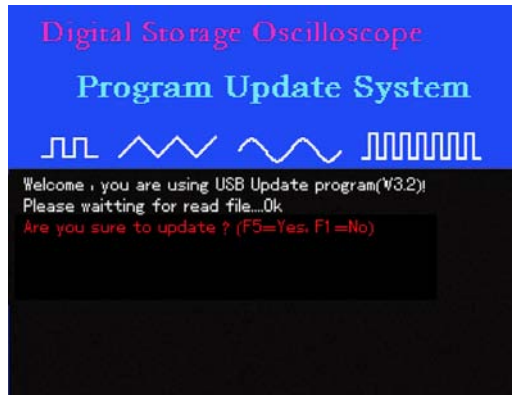 Digital Storage Oscilloscope
Program Update System
Welcome , you are using USB Update program(V3.2)!
Please waitting for read file....Ok
Are you sure to update ? (F5=Yes, F1=No)